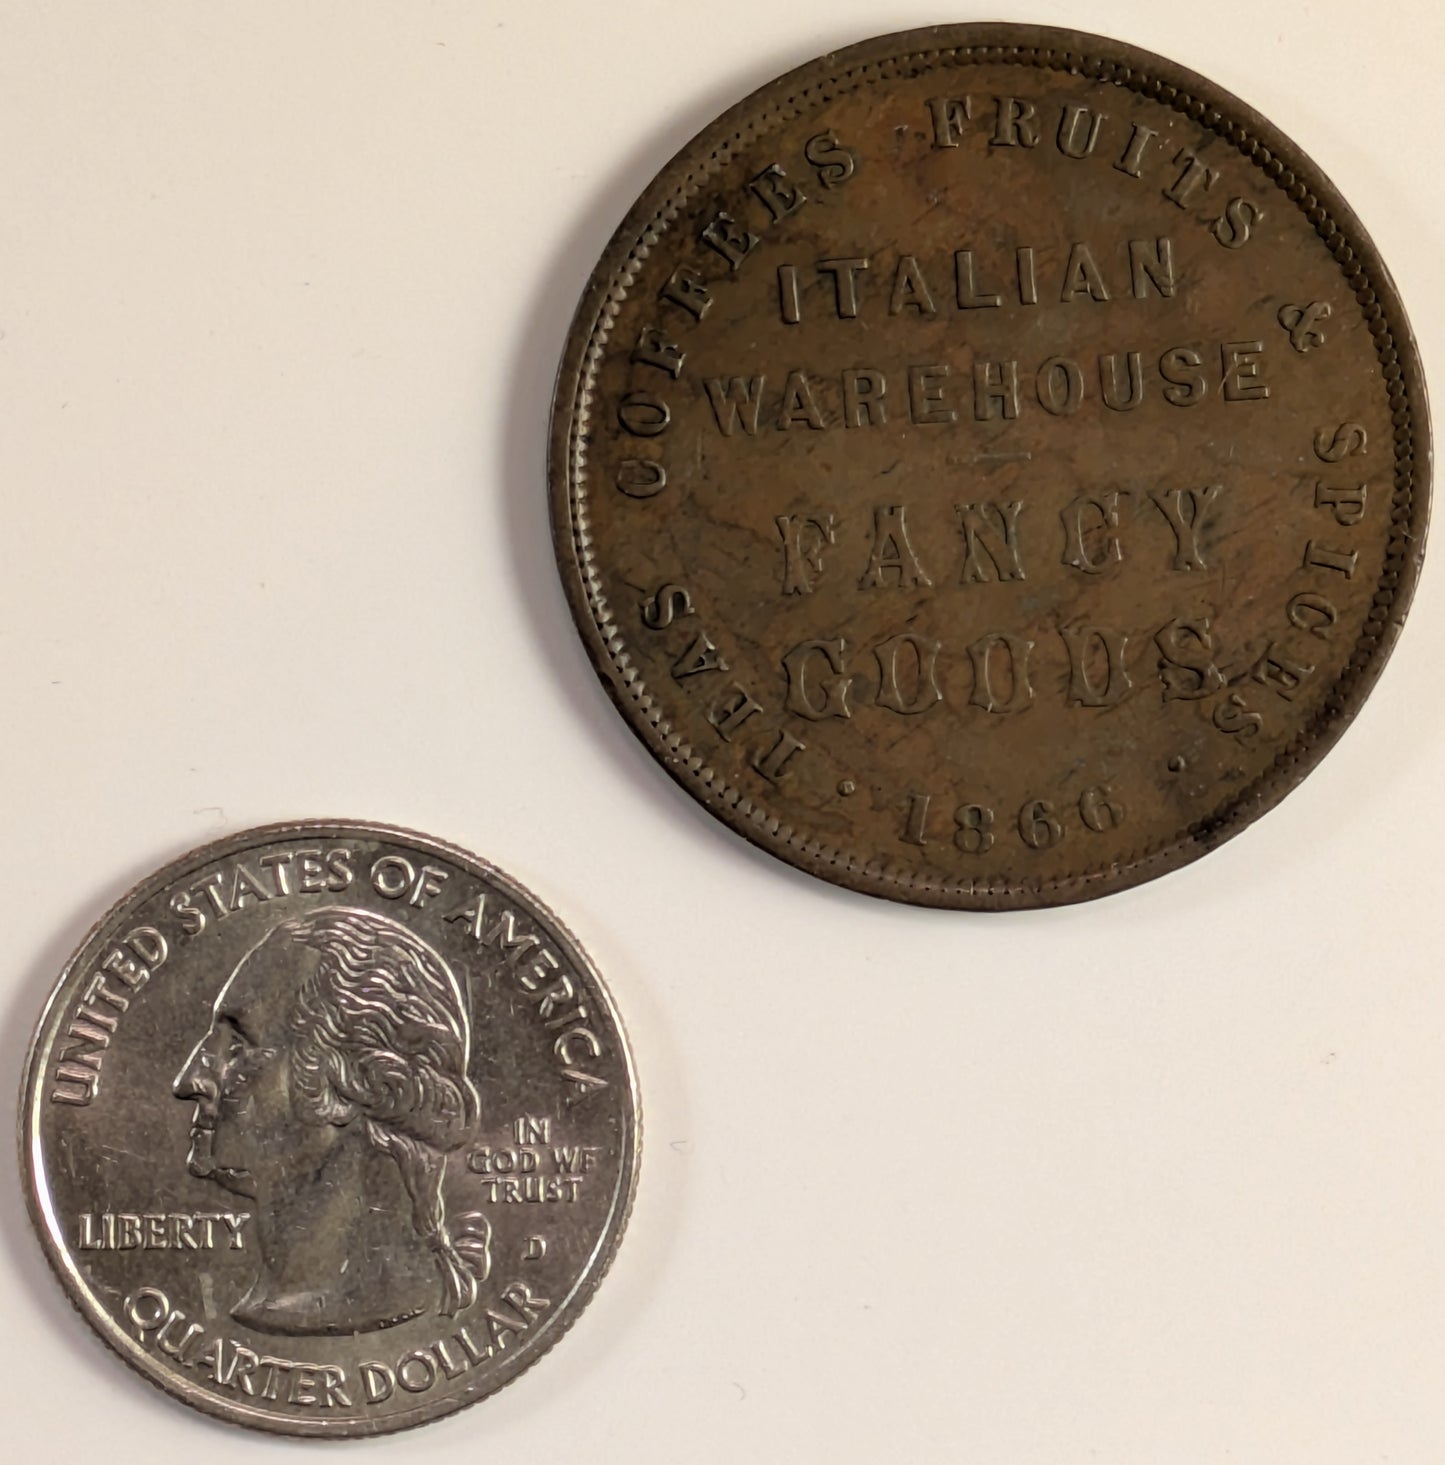 TEAS COFFEES FRUITS & SPICES
ITALIAN
WAREHOUSE
FANCY
GOODS
· 1866 ·
UNITED STATES OF AMERICA
IN
GOD WE
TRUST
LIBERTY
D
QUARTER DOLLAR